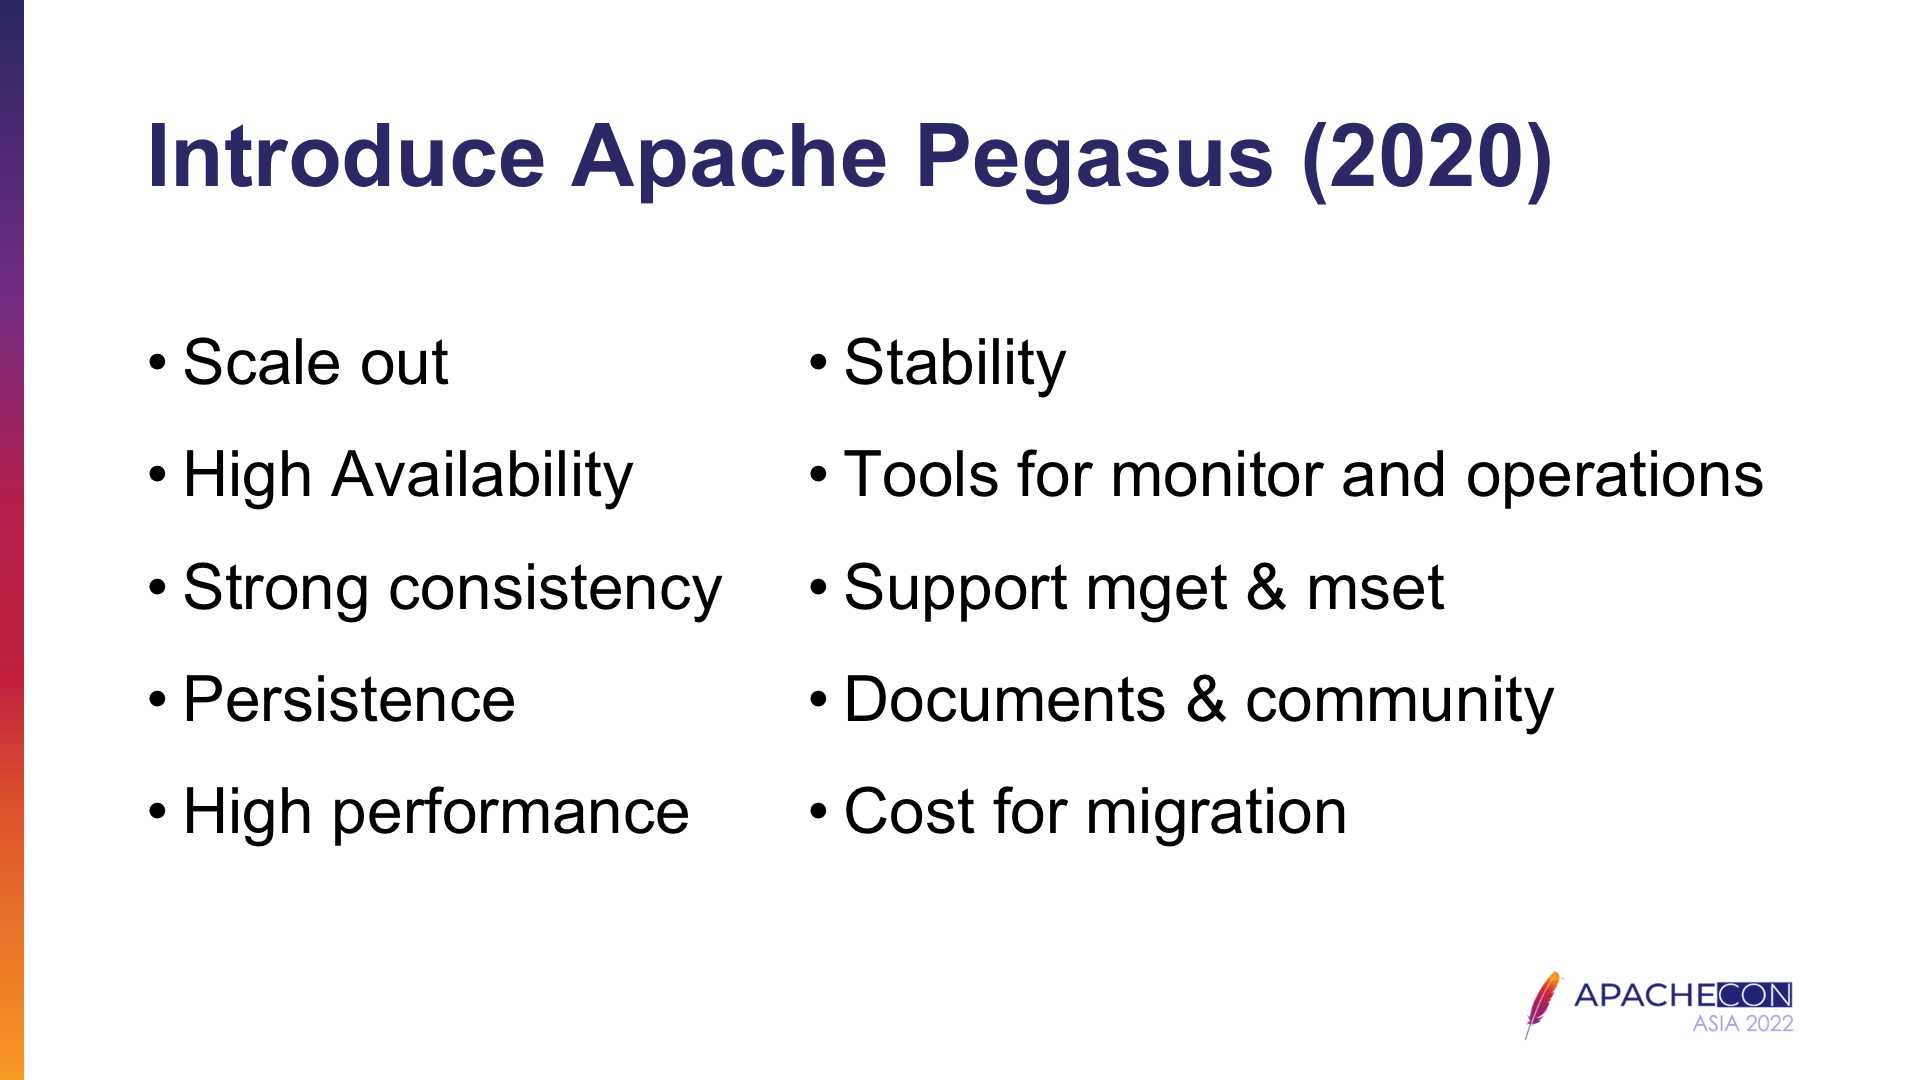 Introduce Apache Pegasus (2020)
• Scale out
• High Availability
• Strong consistency
• Persistence
• High performance
• Stability
• Tools for monitor and operations
• Support mget & mset
• Documents & community
• Cost for migration
APACHECON
ASIA 2022